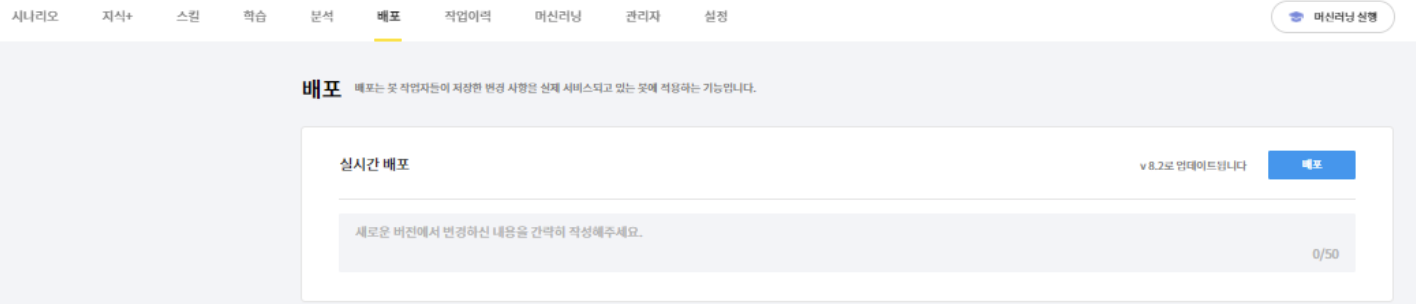 시나리오 지식+ 스킬 학습 분석 배포 작업이력 머신러닝 관리자 설정 머신러닝 실행
배포 배포는 봇 작업자들이 저장한 변경 사항을 실제 서비스되고 있는 봇에 적용하는 기능입니다.
실시간 배포 v 8.2로 업데이트됩니다 배포
새로운 버전에서 변경하신 내용을 간략히 작성해주세요.
0/50